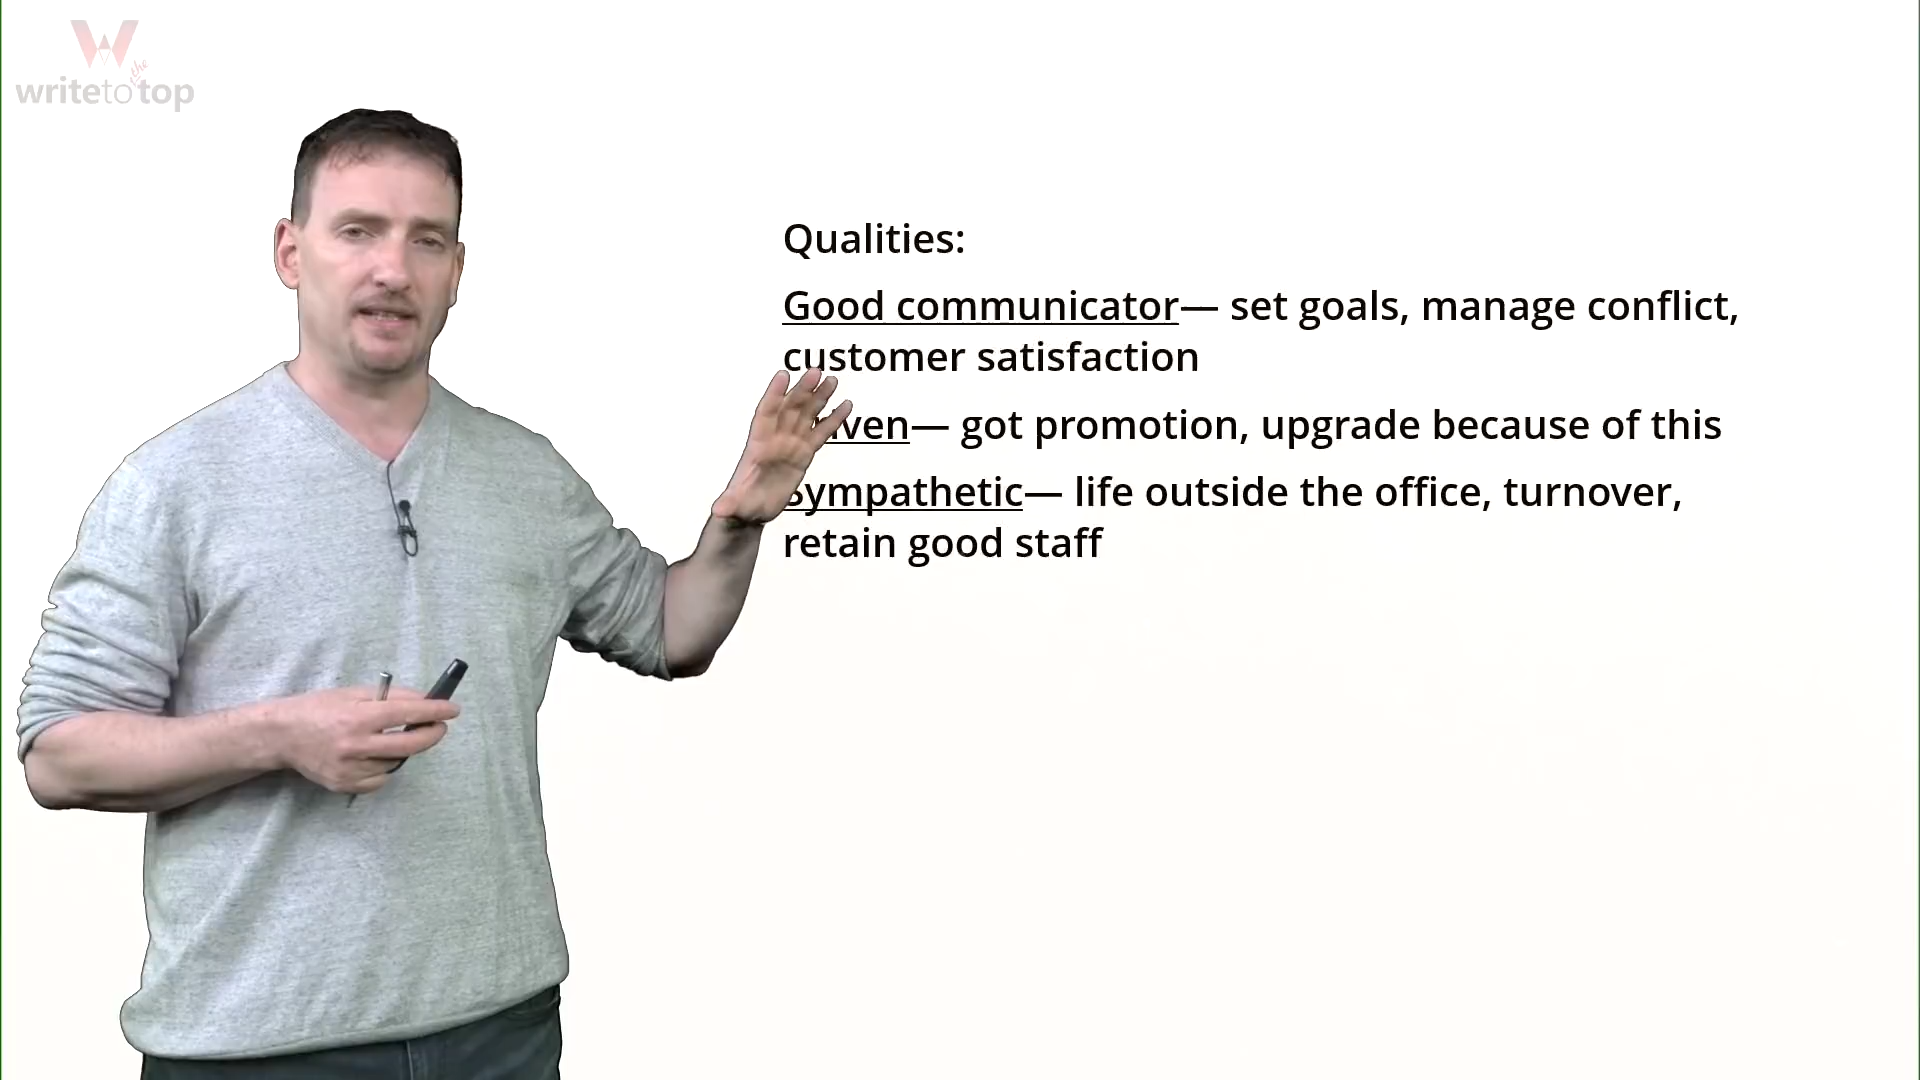 W
writetothetop
Qualities:
Good communicator— set goals, manage conflict,
customer satisfaction
— got promotion, upgrade because of this
Sympathetic— life outside the office, turnover,
retain good staff